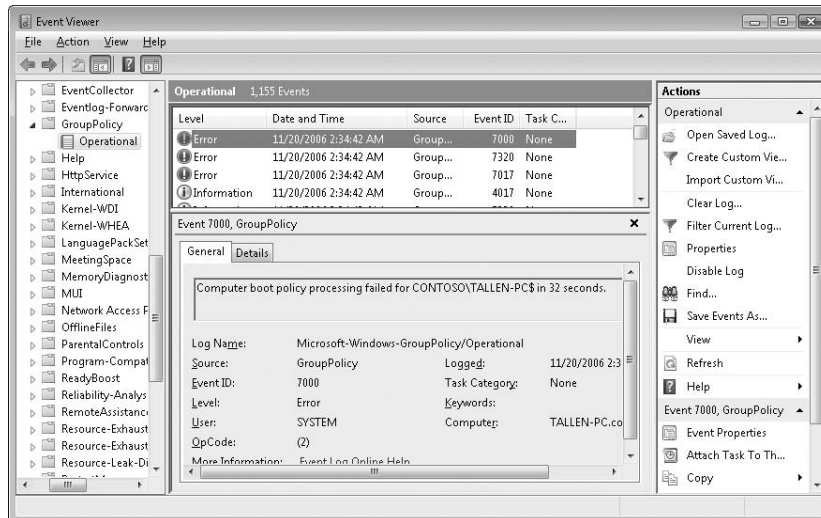 Event Viewer
File Action View Help
EventCollector
Eventlog-Forwarc
GroupPolicy
Operational
Help
HttpService
International
Kernel-WDI
Kernel-WHEA
LanguagePackSet
MeetingSpace
MemoryDiagnost
MUI
Network Access F
OfflineFiles
ParentalControls
Program-Compat
ReadyBoost
Reliability-Analys
RemoteAssistanc
Resource-Exhaust
Resource-Exhaust
Resource-Leak-Di
Operational 1,155 Events
Level Date and Time Source Event ID Task C...
Error 11/20/2006 2:34:42 AM Group... 7000 None
Error 11/20/2006 2:34:42 AM Group... 7320 None
Error 11/20/2006 2:34:42 AM Group... 7017 None
Information 11/20/2006 2:34:42 AM Group... 4017 None
Event 7000, GroupPolicy
General Details
Computer boot policy processing failed for CONTOSO\TALLEN-PC$ in 32 seconds.
Log Name: Microsoft-Windows-GroupPolicy/Operational
Source: GroupPolicy Logged: 11/20/2006 2:3
Event ID: 7000 Task Category: None
Level: Error Keywords:
User: SYSTEM Computer: TALLEN-PC.co
OpCode: (2)
More Information: Event Log Online Help
Actions
Operational
Open Saved Log...
Create Custom Vie...
Import Custom Vi...
Clear Log...
Filter Current Log...
Properties
Disable Log
Find...
Save Events As...
View
Refresh
Help
Event 7000, GroupPolicy
Event Properties
Attach Task To Th...
Copy